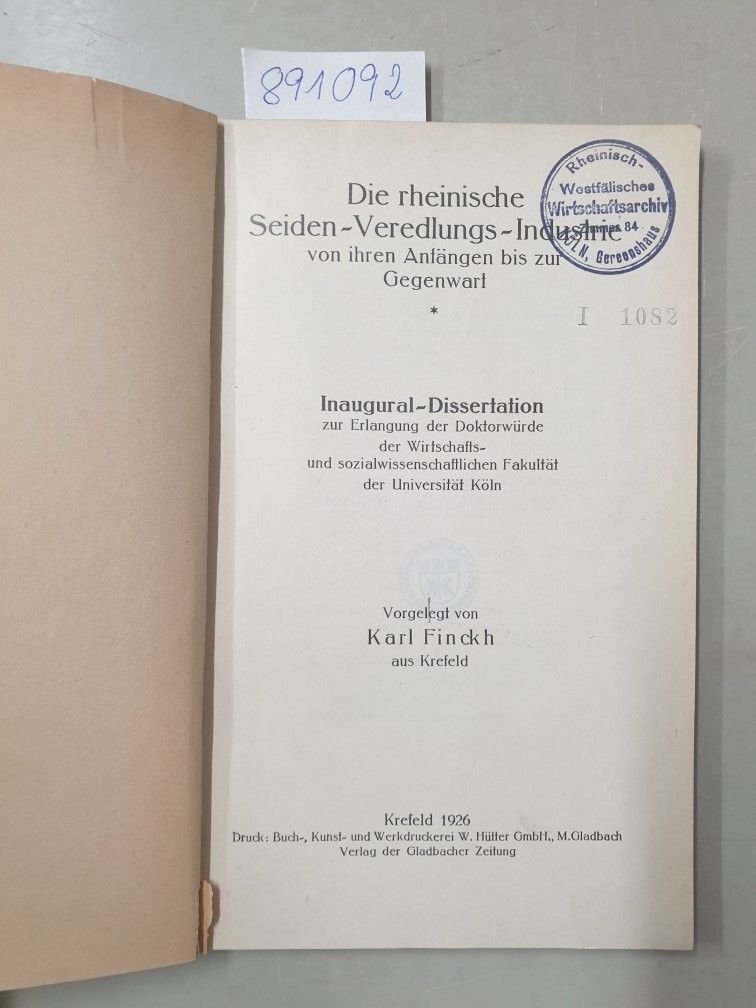 891092
Rheinisch-
Westfälisches
Wirtschaftsarchiv
Zimmer 84
KÖLN, Gereonshaus
Die rheinische
Seiden-Veredlungs-Industrie
von ihren Anfängen bis zur
Gegenwart
*
I 1082
Inaugural-Dissertation
zur Erlangung der Doktorwürde
der Wirtschafts-
und sozialwissenschaftlichen Fakultät
der Universität Köln
Vorgelegt von
Karl Finckh
aus Krefeld
Krefeld 1926
Druck: Buch-, Kunst- und Werkdruckerei W. Hütter GmbH., M.Gladbach
Verlag der Gladbacher Zeitung